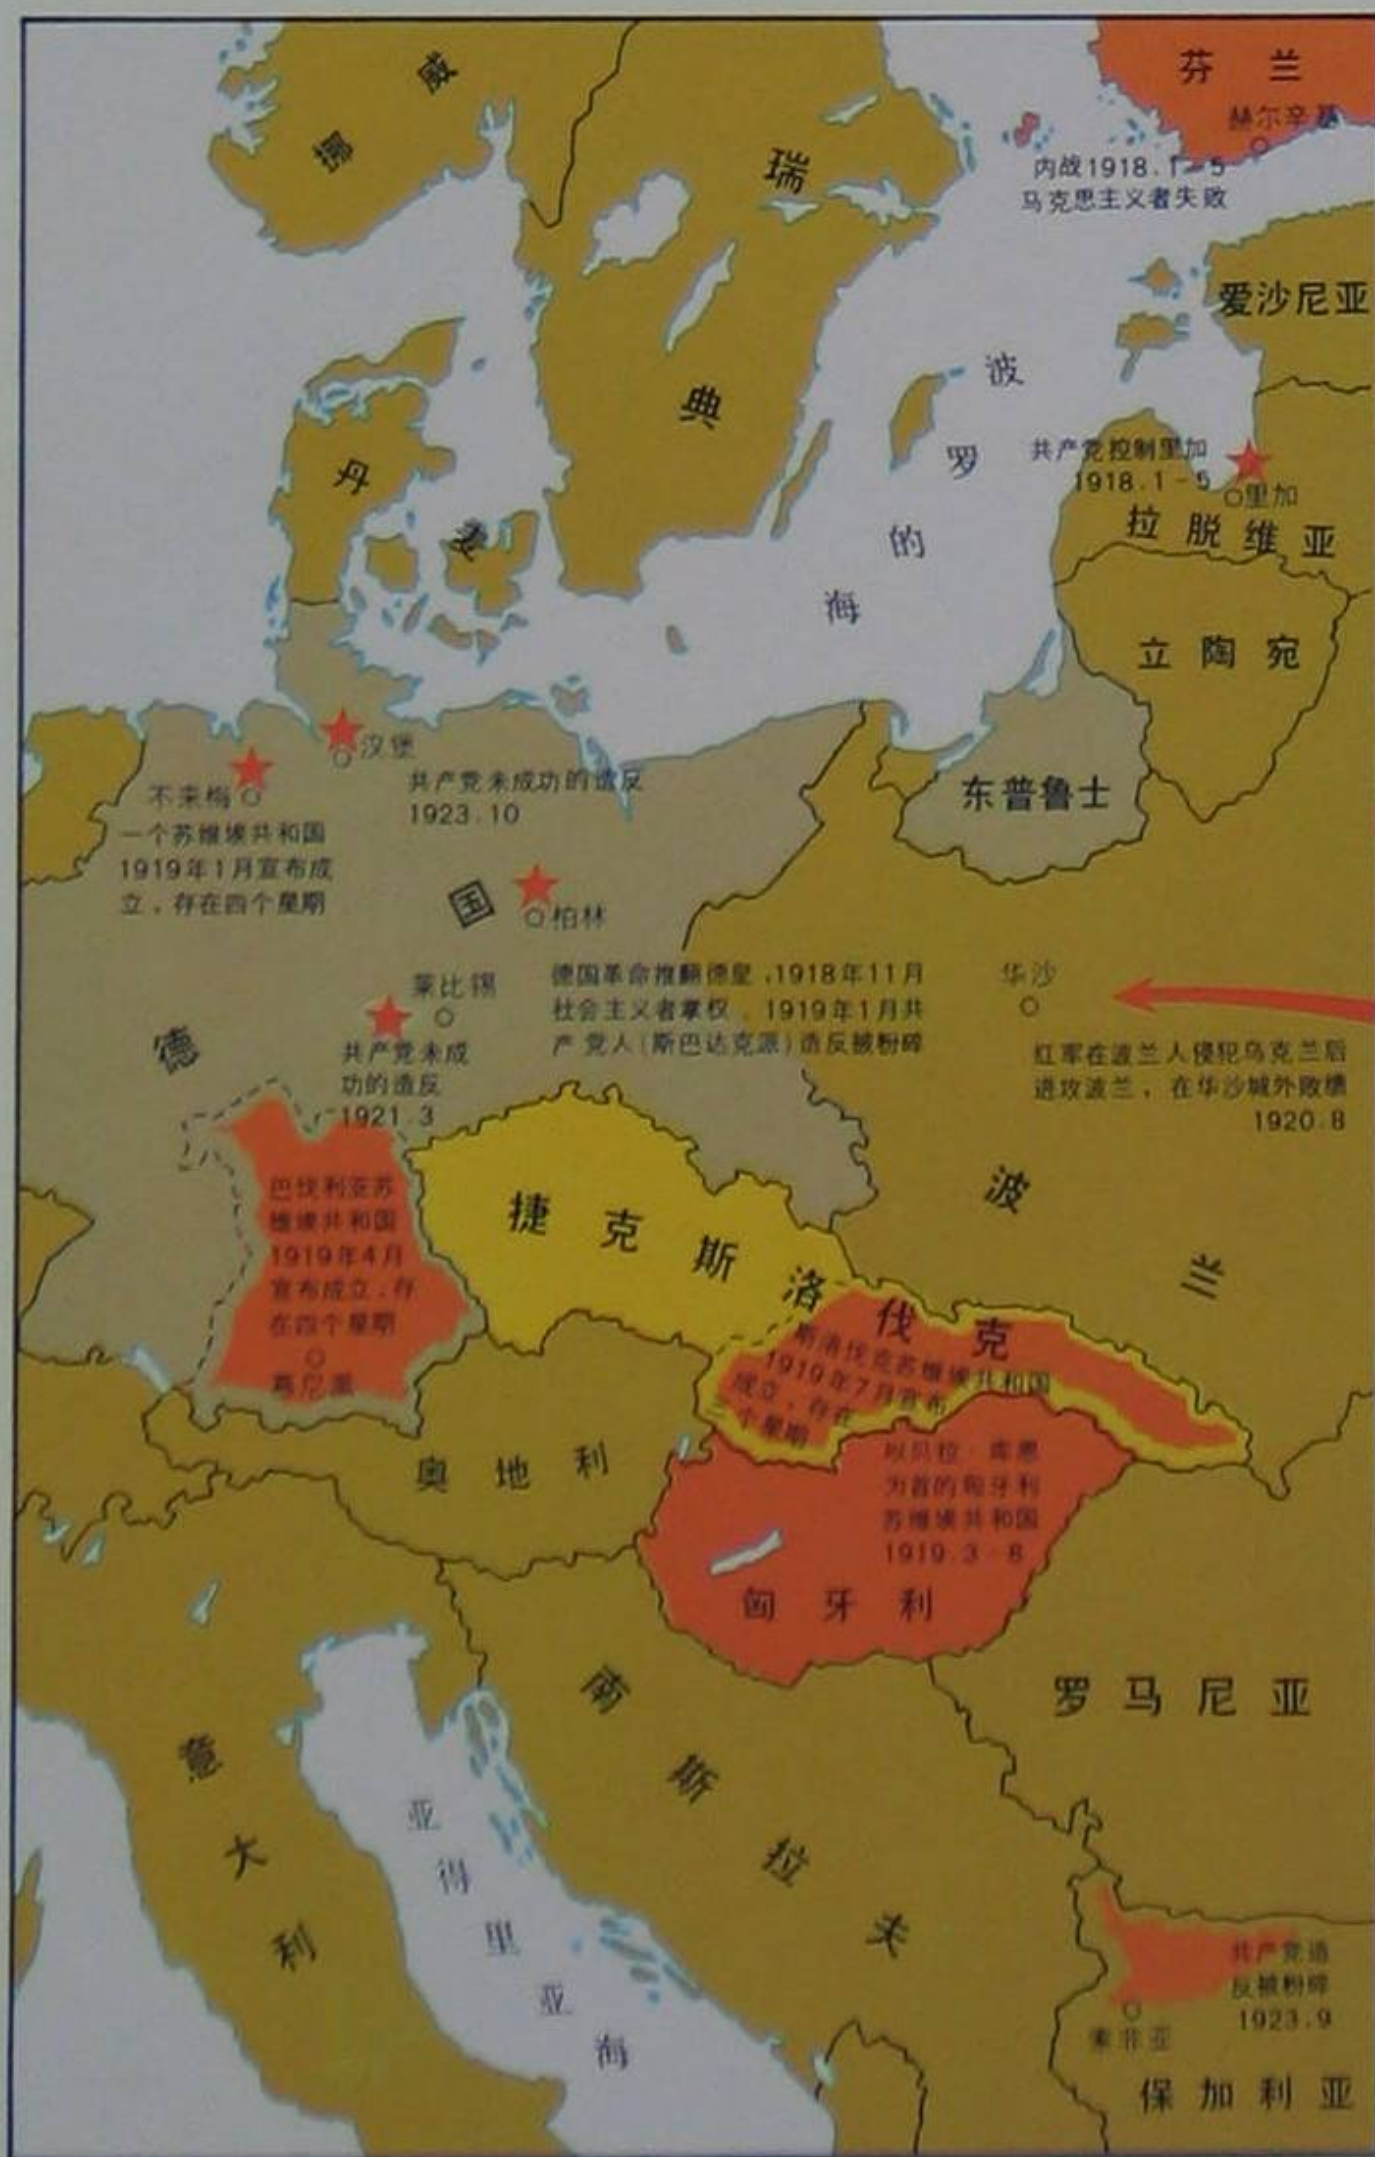 挪威
瑞典
芬兰
赫尔辛基
内战1918.1-5
马克思主义者失败
爱沙尼亚
波罗的海
丹麦
共产党控制里加
1918.1-5
里加
拉脱维亚
立陶宛
东普鲁士
汉堡
共产党未成功的造反
1923.10
不来梅
一个苏维埃共和国
1919年1月宣布成
立，存在四个星期
德国
柏林
德国革命推翻德皇，1918年11月
社会主义者掌权，1919年1月共
产党人(斯巴达克派)造反被粉碎
莱比锡
共产党未成
功的造反
1921.3
华沙
红军在波兰人侵犯乌克兰后
进攻波兰，在华沙城外败绩
1920.8
波兰
巴伐利亚苏
维埃共和国
1919年4月
宣布成立，存
在四个星期
慕尼黑
捷克斯洛伐克
斯洛伐克苏维埃共和国
1919年7月宣布
成立，存在
三个星期
奥地利
以贝拉·库恩
为首的匈牙利
苏维埃共和国
1919.3-8
匈牙利
罗马尼亚
南斯拉夫
意大利
亚得里亚海
共产党造
反被粉碎
1923.9
索非亚
保加利亚